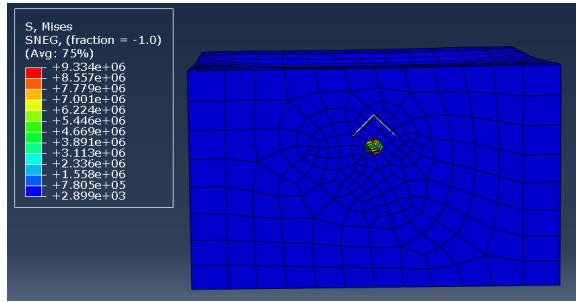 S, Mises
SNEG, (fraction = -1.0)
(Avg: 75%)
+9.334e+06
+8.557e+06
+7.779e+06
+7.001e+06
+6.224e+06
+5.446e+06
+4.669e+06
+3.891e+06
+3.113e+06
+2.336e+06
+1.558e+06
+7.805e+05
+2.899e+03